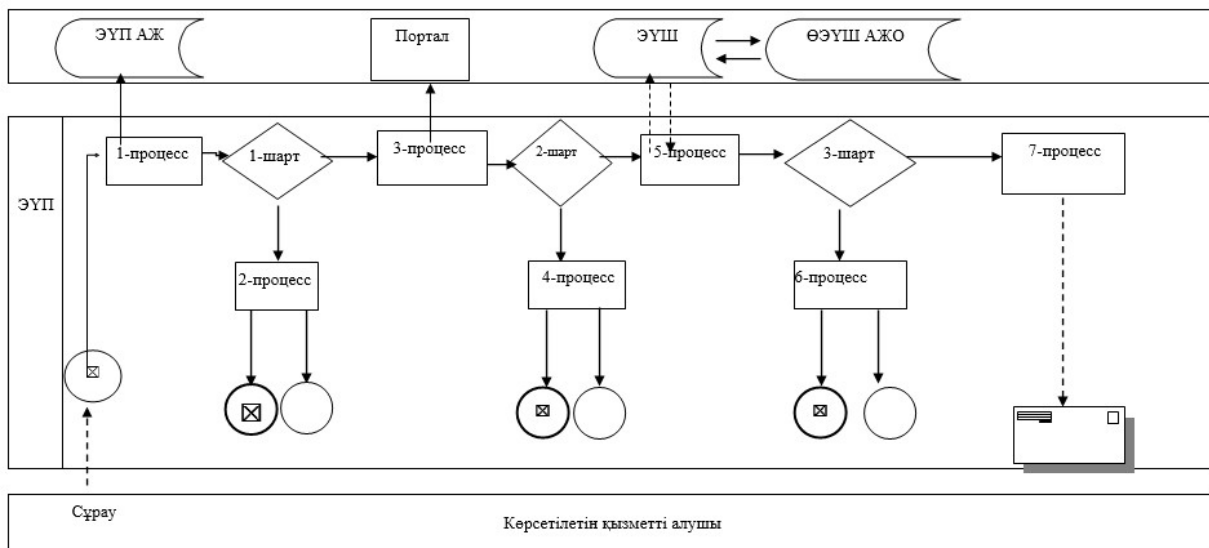 ЭҮП АЖ
Портал
ЭҮШ
ӨЭҮШ АЖО
ЭҮП
1-процесс
1-шарт
3-процесс
2-шарт
5-процесс
3-шарт
7-процесс
2-процесс
4-процесс
6-процесс
Сұрау
Көрсетілетін қызметті алушы